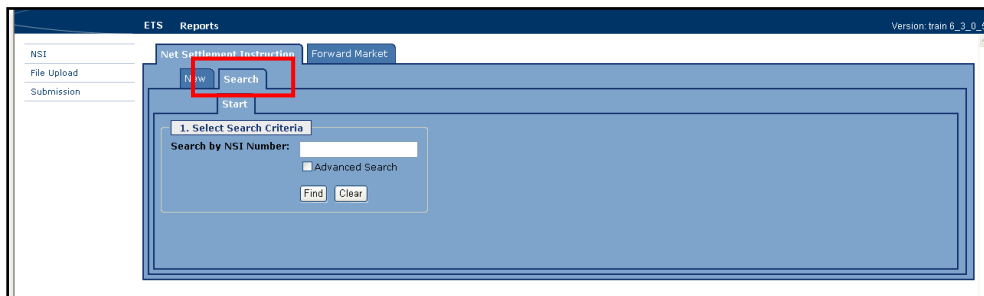 ETS Reports Version: train 6_3_0_
NSI
File Upload
Submission
Net Settlement Instruction Forward Market
New Search
Start
1. Select Search Criteria
Search by NSI Number:
Advanced Search
Find Clear